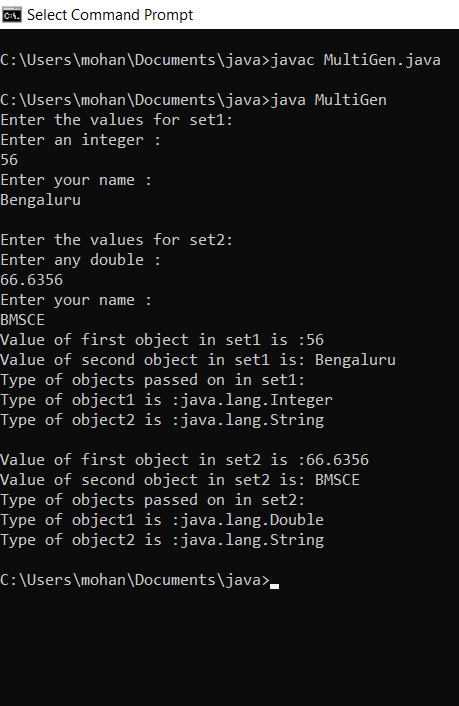 Select Command Prompt
C:\Users\mohan\Documents\java>javac MultiGen.java
C:\Users\mohan\Documents\java>java MultiGen
Enter the values for set1:
Enter an integer :
56
Enter your name :
Bengaluru
Enter the values for set2:
Enter any double :
66.6356
Enter your name :
BMSCE
Value of first object in set1 is :56
Value of second object in set1 is: Bengaluru
Type of objects passed on in set1:
Type of object1 is :java.lang.Integer
Type of object2 is :java.lang.String
Value of first object in set2 is :66.6356
Value of second object in set2 is: BMSCE
Type of objects passed on in set2:
Type of object1 is :java.lang.Double
Type of object2 is :java.lang.String
C:\Users\mohan\Documents\java>